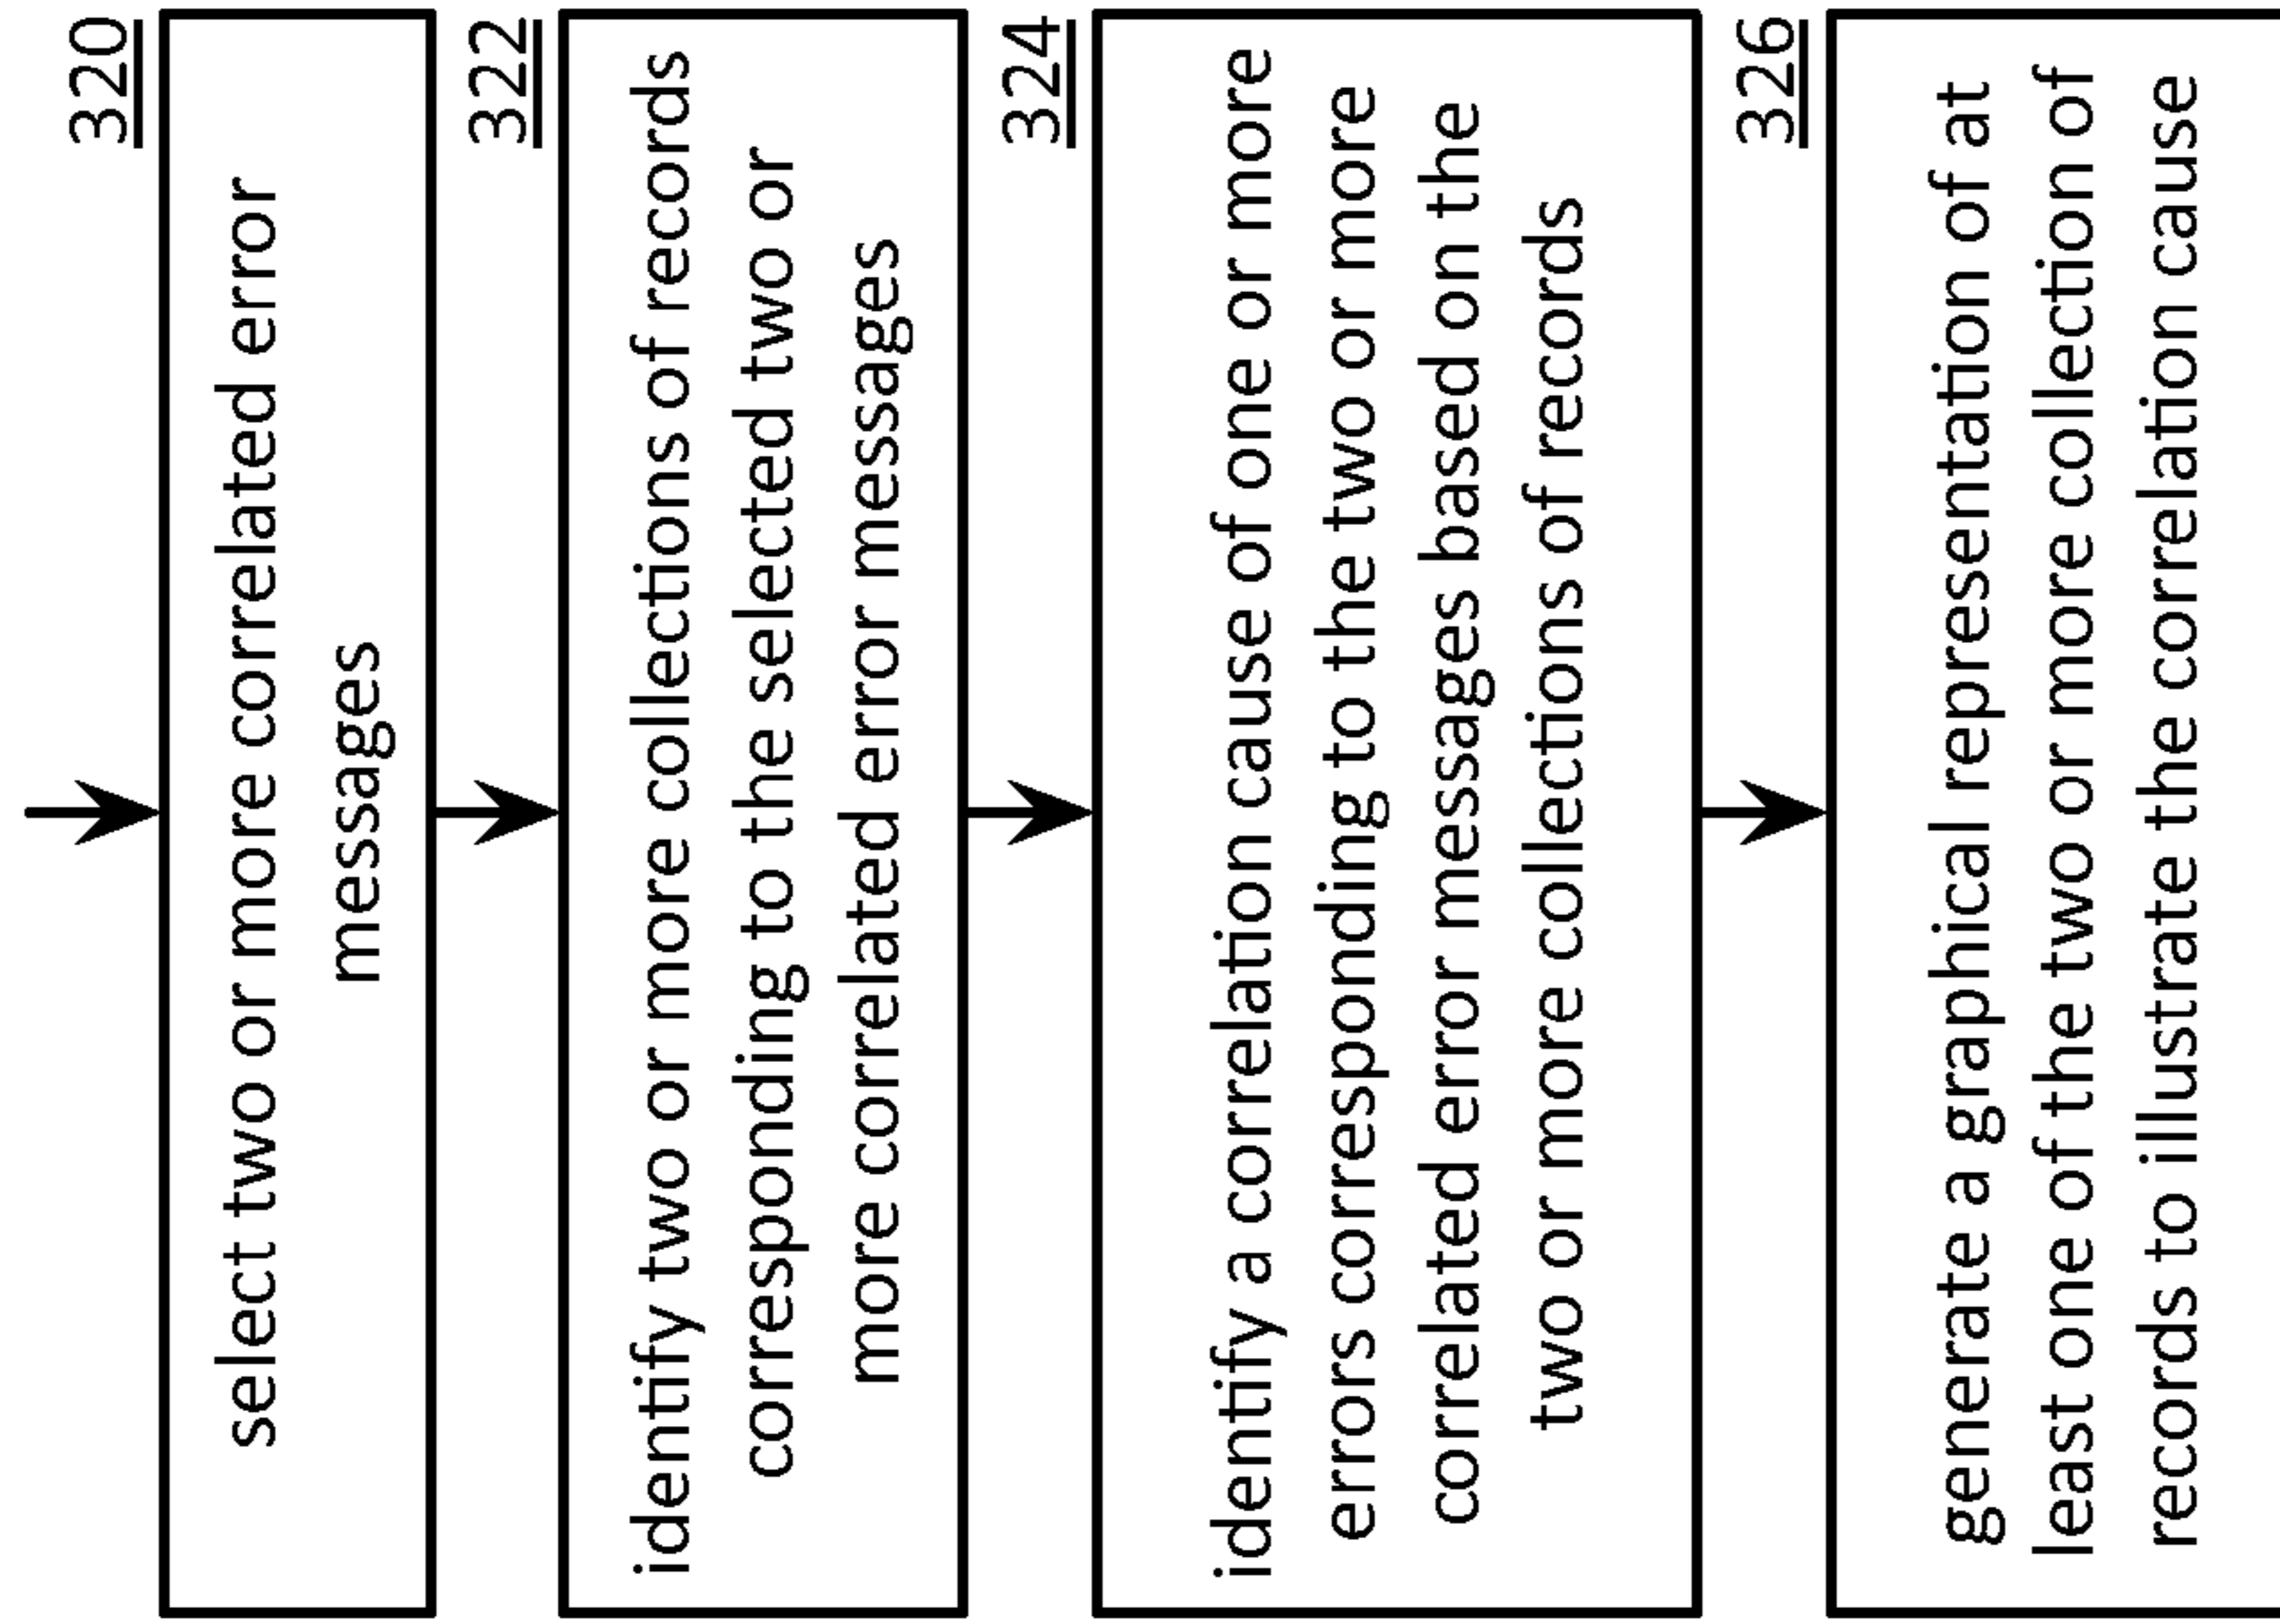 320
select two or more correlated error
messages
322
identify two or more collections of records
corresponding to the selected two or
more correlated error messages
324
identify a correlation cause of one or more
errors corresponding to the two or more
correlated error messages based on the
two or more collections of records
326
generate a graphical representation of at
least one of the two or more collection of
records to illustrate the correlation cause